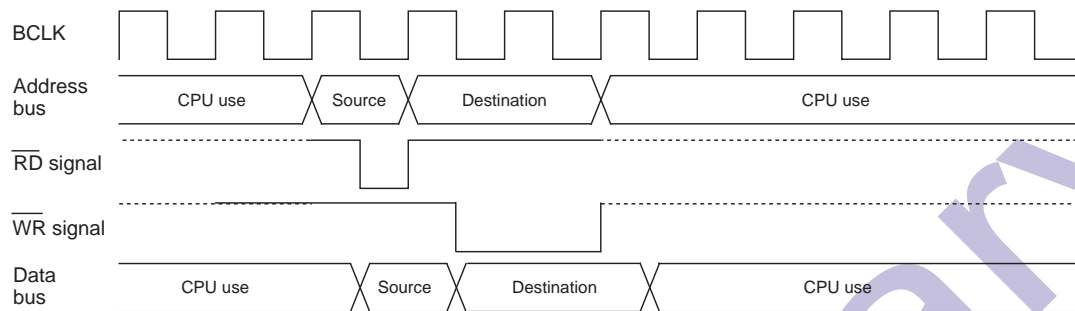 BCLK
Address bus
CPU use Source Destination CPU use
RD signal
WR signal
Data bus
CPU use Source Destination CPU use